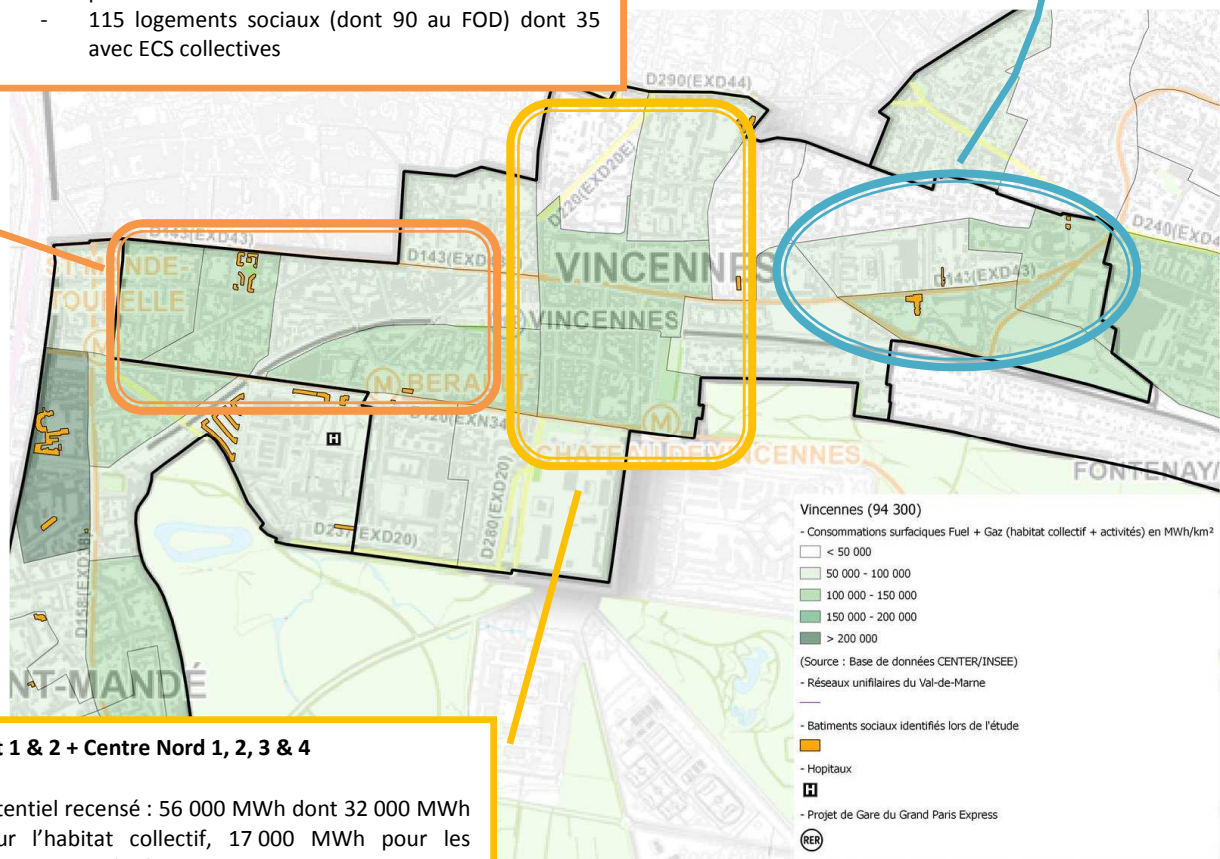 - 115 logements sociaux (dont 90 au FOD) dont 35
avec ECS collectives
D290(EXD44)
D220(EXD20E)
D240(EXD4
D143(EXD43)
D143(EXD43)
D143(EXD43)
VINCENNES
VINCENNES
TOURELLE
M
M BERAULT
D120(EXN34)
H
M
CHATEAU DE VINCENNES
FONTENAY/
D237(EXD20)
D280(EXD20)
D158(EXD38)
NT-MANDÉ
Vincennes (94 300)
- Consommations surfaciques Fuel + Gaz (habitat collectif + activités) en MWh/km²
< 50 000
50 000 - 100 000
100 000 - 150 000
150 000 - 200 000
> 200 000
(Source : Base de données CENTER/INSEE)
- Réseaux unifilaires du Val-de-Marne
- Batiments sociaux identifiés lors de l'étude
- Hopitaux
H
- Projet de Gare du Grand Paris Express
RER
t 1 & 2 + Centre Nord 1, 2, 3 & 4
tentiel recensé : 56 000 MWh dont 32 000 MWh
ur l'habitat collectif, 17 000 MWh pour les